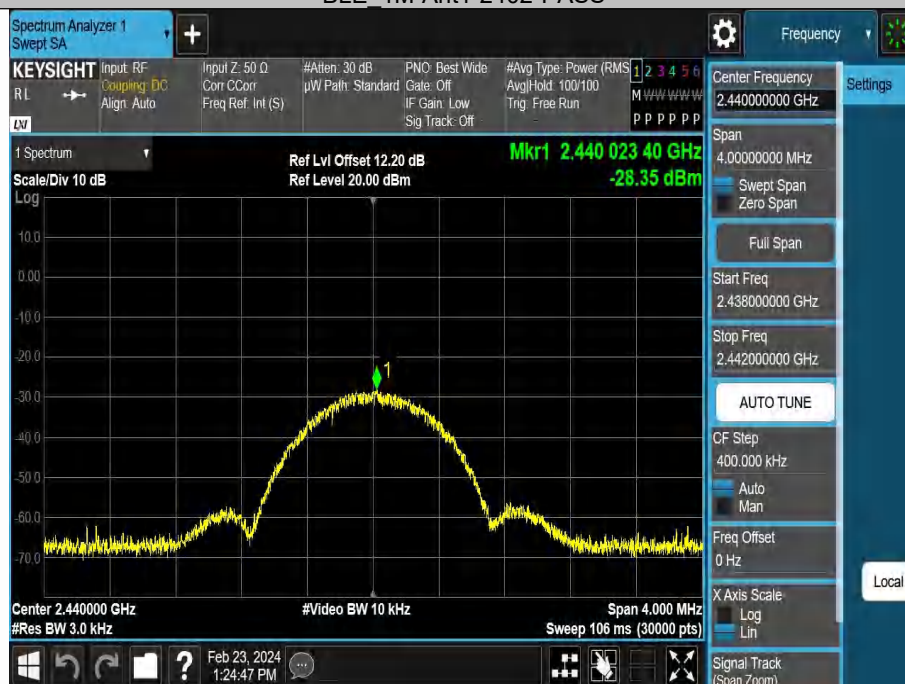 Spectrum Analyzer 1
Swept SA
Frequency
KEYSIGHT
R L
LXI
Input: RF
Coupling: DC
Align: Auto
Input Z: 50 Ω
Corr CCorr
Freq Ref: Int (S)
#Atten: 30 dB
µW Path: Standard
PNO: Best Wide
Gate: Off
IF Gain: Low
Sig Track: Off
#Avg Type: Power (RMS
Avg|Hold: 100/100
Trig: Free Run
1 2 3 4 5 6
M W W W W W
P P P P P P
Center Frequency
2.440000000 GHz
Settings
Span
4.00000000 MHz
Swept Span
Zero Span
Full Span
Start Freq
2.438000000 GHz
Stop Freq
2.442000000 GHz
AUTO TUNE
CF Step
400.000 kHz
Auto
Man
Freq Offset
0 Hz
X Axis Scale
Log
Lin
Signal Track
(Span Zoom)
Local
1 Spectrum
Scale/Div 10 dB
Log
Ref Lvl Offset 12.20 dB
Ref Level 20.00 dBm
Mkr1 2.440 023 40 GHz
-28.35 dBm
10.0
0.00
-10.0
-20.0
-30.0
-40.0
-50.0
-60.0
-70.0
1
Center 2.440000 GHz
#Res BW 3.0 kHz
#Video BW 10 kHz
Span 4.000 MHz
Sweep 106 ms (30000 pts)
Feb 23, 2024
1:24:47 PM